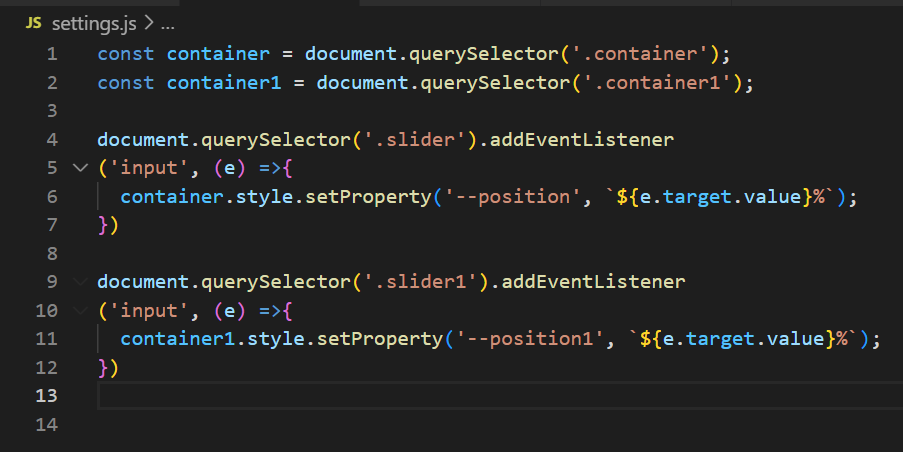 JS settings.js > ...
1 const container = document.querySelector('.container');
2 const container1 = document.querySelector('.container1');
3
4 document.querySelector('.slider').addEventListener
5 ('input', (e) =>{
6 container.style.setProperty('--position', `${e.target.value}%`);
7 })
8
9 document.querySelector('.slider1').addEventListener
10 ('input', (e) =>{
11 container1.style.setProperty('--position1', `${e.target.value}%`);
12 })
13
14